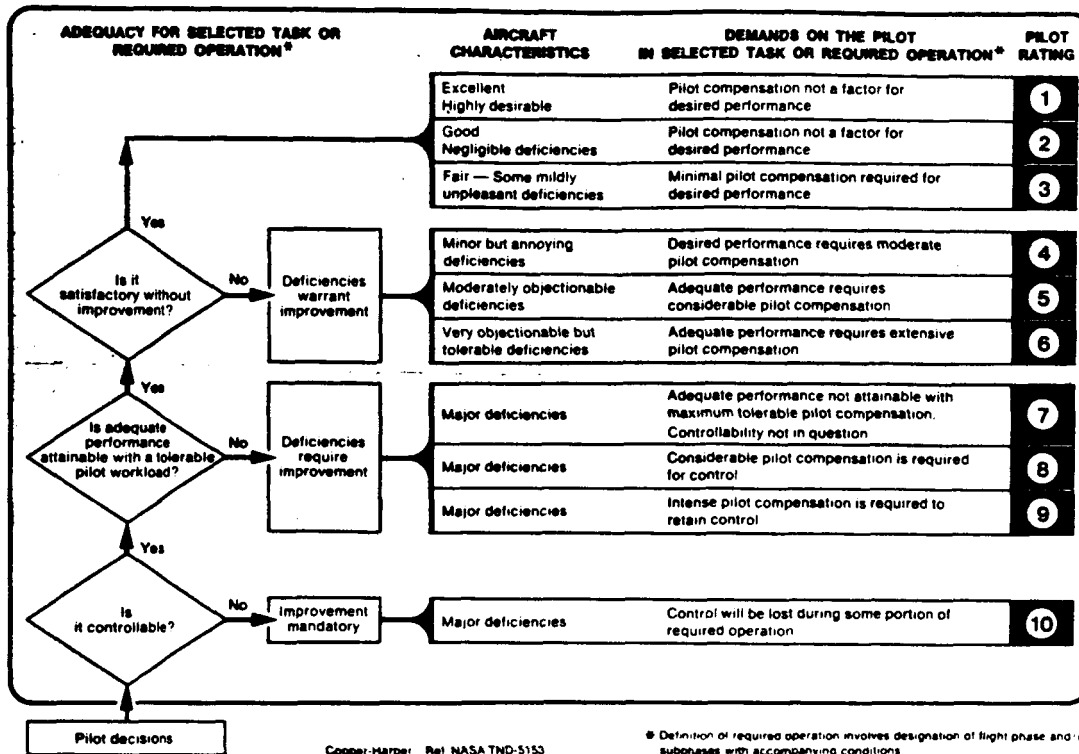 ADEQUACY FOR SELECTED TASK OR
REQUIRED OPERATION*
AIRCRAFT
CHARACTERISTICS
DEMANDS ON THE PILOT
IN SELECTED TASK OR REQUIRED OPERATION*
PILOT
RATING
Excellent
Highly desirable
Pilot compensation not a factor for
desired performance
1
Good
Negligible deficiencies
Pilot compensation not a factor for
desired performance
2
Fair — Some mildly
unpleasant deficiencies
Minimal pilot compensation required for
desired performance
3
Yes
Is it
satisfactory without
improvement?
No
Deficiencies
warrant
improvement
Minor but annoying
deficiencies
Desired performance requires moderate
pilot compensation
4
Moderately objectionable
deficiencies
Adequate performance requires
considerable pilot compensation
5
Very objectionable but
tolerable deficiencies
Adequate performance requires extensive
pilot compensation
6
Yes
Is adequate
performance
attainable with a tolerable
pilot workload?
No
Deficiencies
require
improvement
Major deficiencies
Adequate performance not attainable with
maximum tolerable pilot compensation.
Controllability not in question
7
Major deficiencies
Considerable pilot compensation is required
for control
8
Major deficiencies
Intense pilot compensation is required to
retain control
9
Yes
Is
it controllable?
No
Improvement
mandatory
Major deficiencies
Control will be lost during some portion of
required operation
10
Pilot decisions
Cooper-Harper Ref NASA TND-5153
* Definition of required operation involves designation of flight phase and
subphases with accompanying conditions